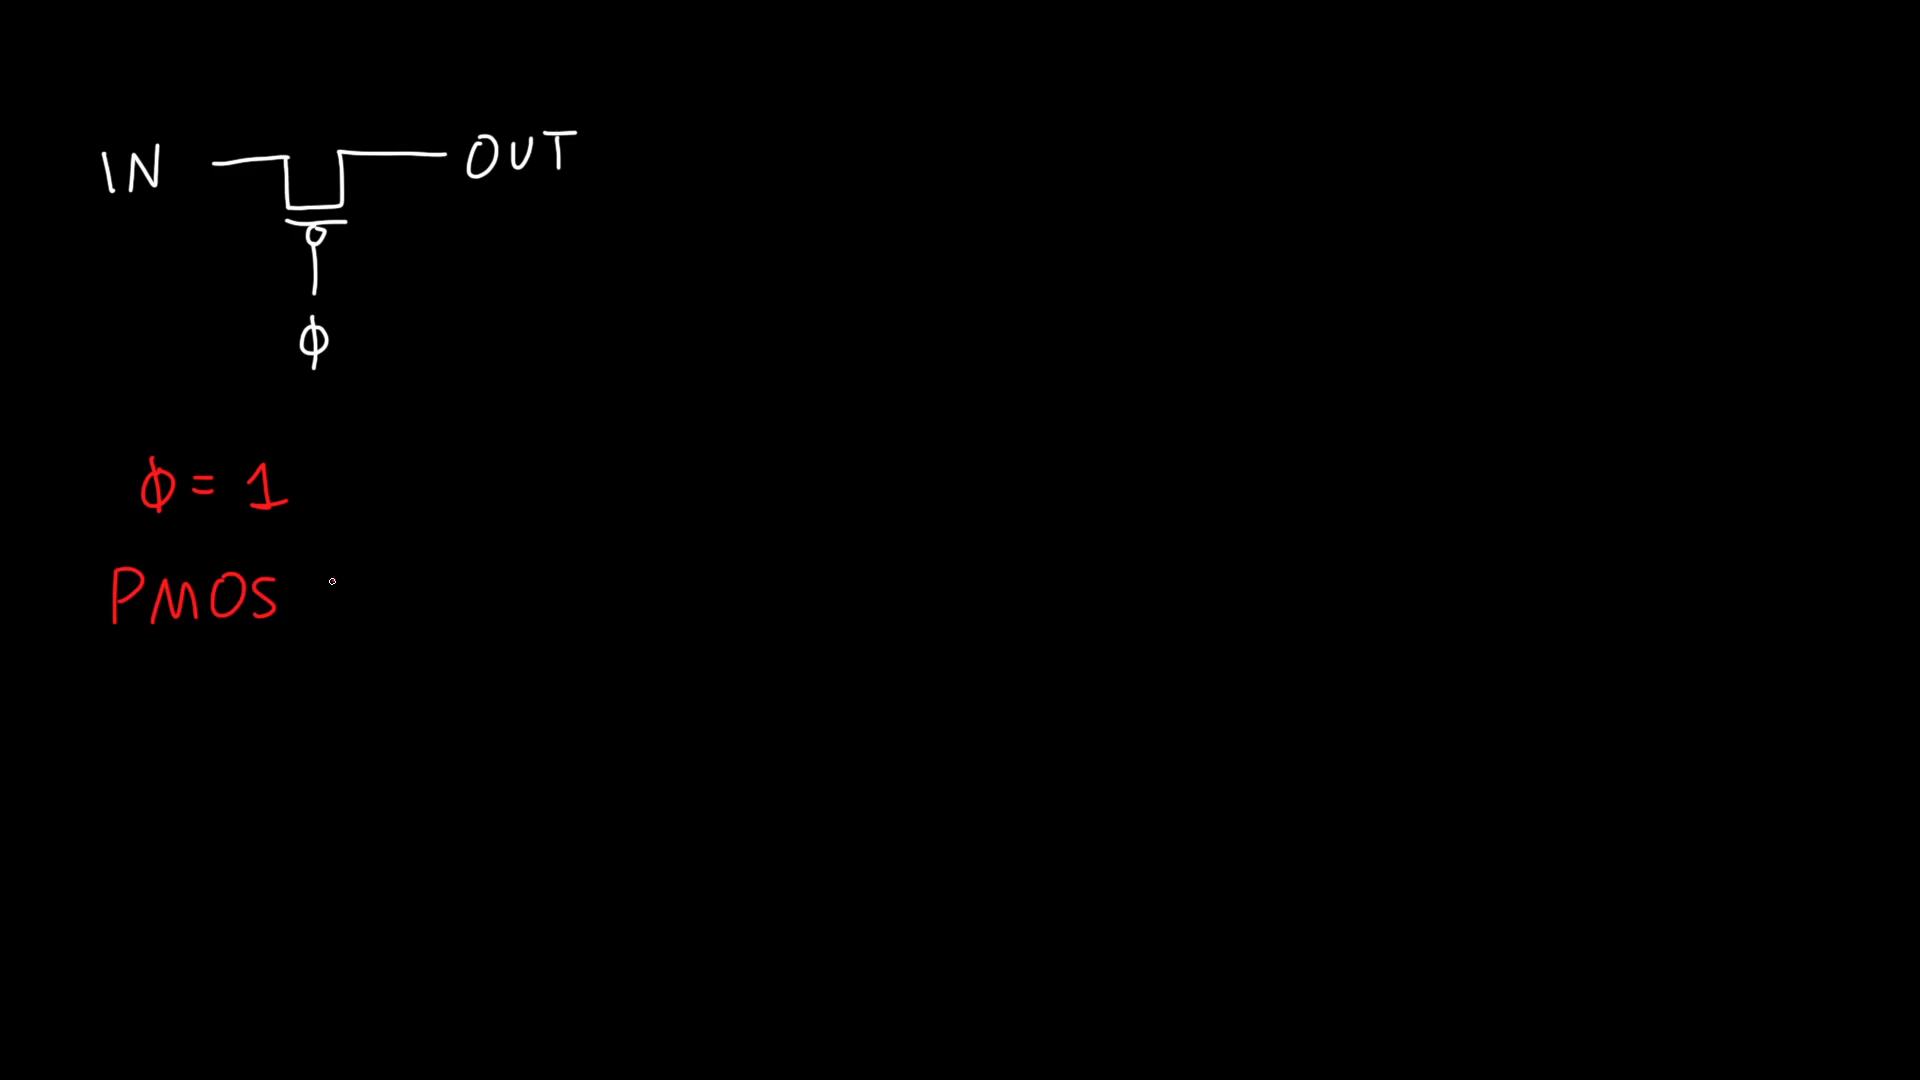 IN OUT
ϕ
ϕ = 1
PMOS